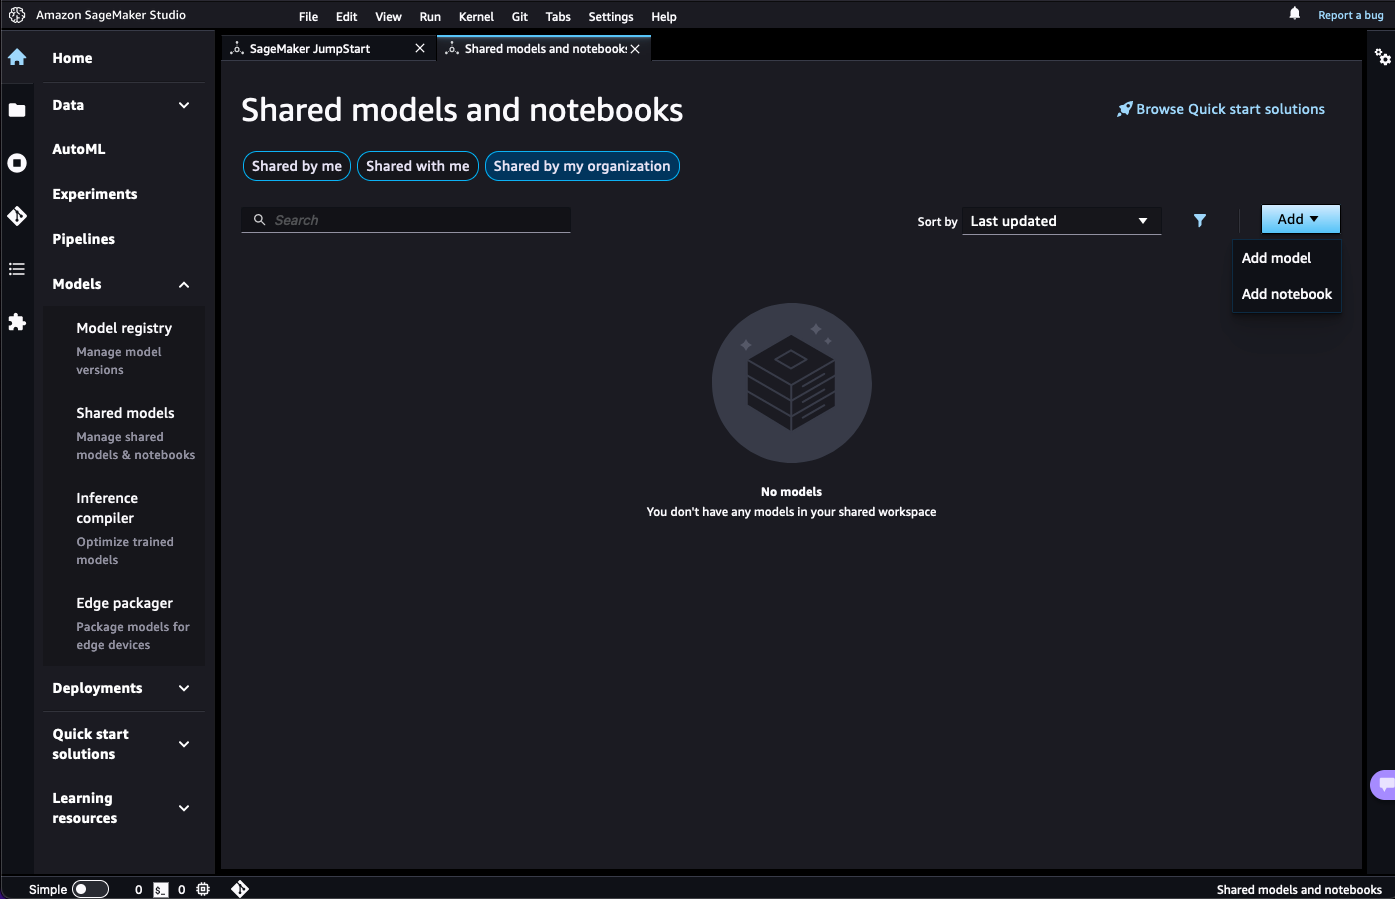 Amazon SageMaker Studio
File Edit View Run Kernel Git Tabs Settings Help
Report a bug
Home
Data
AutoML
Experiments
Pipelines
Models
Model registry
Manage model
versions
Shared models
Manage shared
models & notebooks
Inference
compiler
Optimize trained
models
Edge packager
Package models for
edge devices
Deployments
Quick start
solutions
Learning
resources
SageMaker JumpStart
Shared models and notebooks
Shared models and notebooks
Browse Quick start solutions
Shared by me Shared with me Shared by my organization
Search
Sort by Last updated
Add
Add model
Add notebook
No models
You don't have any models in your shared workspace
Simple 0 $_ 0
Shared models and notebooks